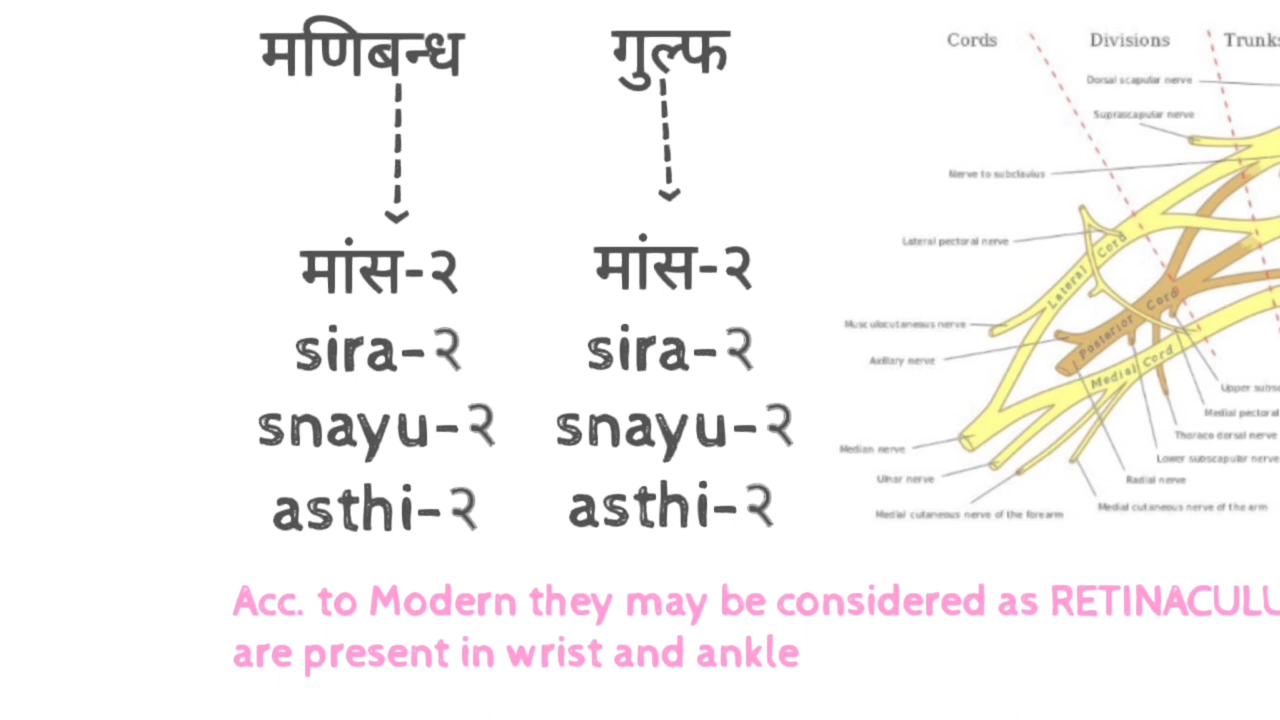 मणिबन्ध
गुल्फ
मांस-२
मांस-२
sira-२
sira-२
snayu-२
snayu-२
asthi-२
asthi-२
Acc. to Modern they may be considered as RETINACULU
are present in wrist and ankle
Cords
Divisions
Trunks
Dorsal scapular nerve
Suprascapular nerve
Nerve to subclavius
Lateral pectoral nerve
Lateral Cord
Musculocutaneous nerve
Posterior Cord
Axillary nerve
Medial Cord
Upper subsc
Medial pectoral
Thoraco dorsal nerve
Median nerve
Lower subscapular nerve
Ulnar nerve
Radial nerve
Medial cutaneous nerve of the forearm
Medial cutaneous nerve of the arm